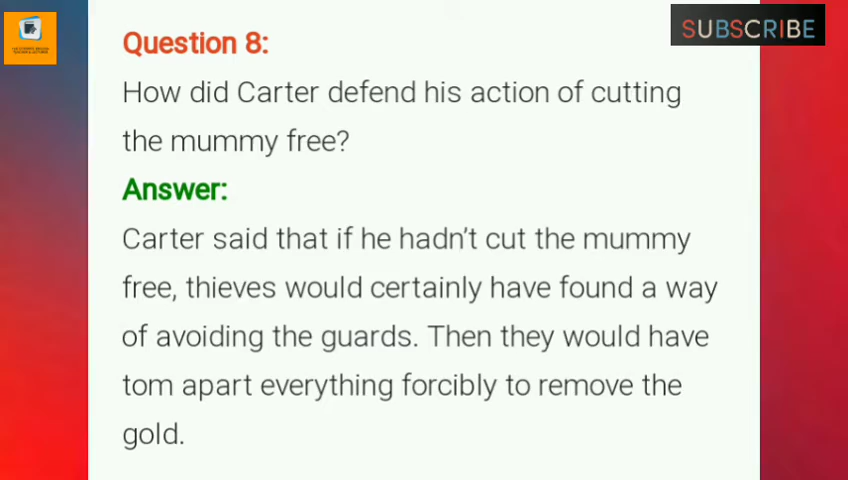 SUBSCRIBE
Question 8:
How did Carter defend his action of cutting
the mummy free?
Answer:
Carter said that if he hadn't cut the mummy
free, thieves would certainly have found a way
of avoiding the guards. Then they would have
tom apart everything forcibly to remove the
gold.